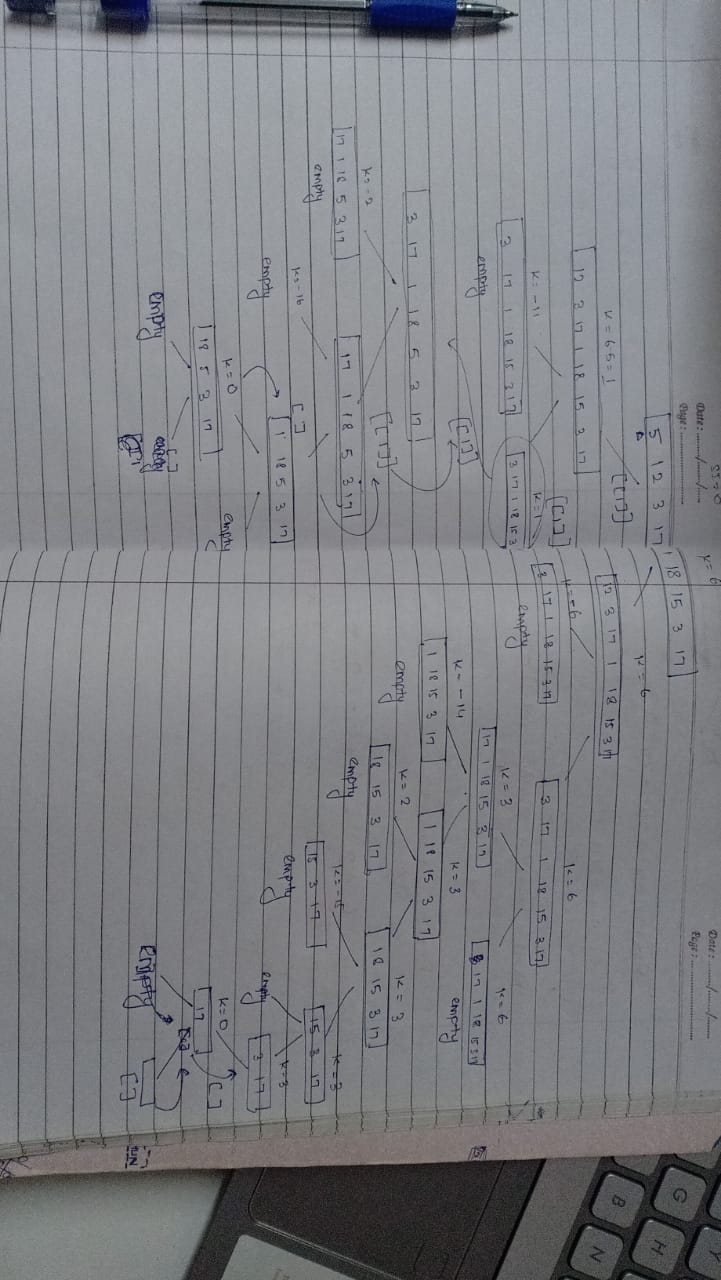 SI=0
Date: ....../....../......
Page: ......................
K=6
Date: ....../....../......
Page: ......................
5 12 3 17 1 18 15 3 17
[[1]]
K=6-5=1
12 3 17 1 18 15 3 17
[[1]]
K=-11
3 17 1 18 15 3 17
empty
K=1
3 17 1 18 15 3
[[1]]
3 17 1 18 5 3 17
[[1]]
K=-2
17 1 18 5 3 17
empty
17 1 18 5 3 17
K=-16
empty
[ ]
1 18 5 3 17
K=0
18 5 3 17
empty
empty
[ ]
K=6
12 3 17 1 18 15 3 17
K=-6
3 17 1 18 15 3 17
empty
K=6
3 17 1 18 15 3 17
K=3
17 1 18 15 3 17
K=6
17 1 18 15 3 17
empty
K=-14
1 18 15 3 17
empty
K=3
1 18 15 3 17
K=2
18 15 3 17
empty
K=3
18 15 3 17
K=-15
15 3 17
empty
K=3
15 3 17
empty
K=3
3 17
K=0
17
[ ]
Empty
[ ]
G
H
B
N
Y